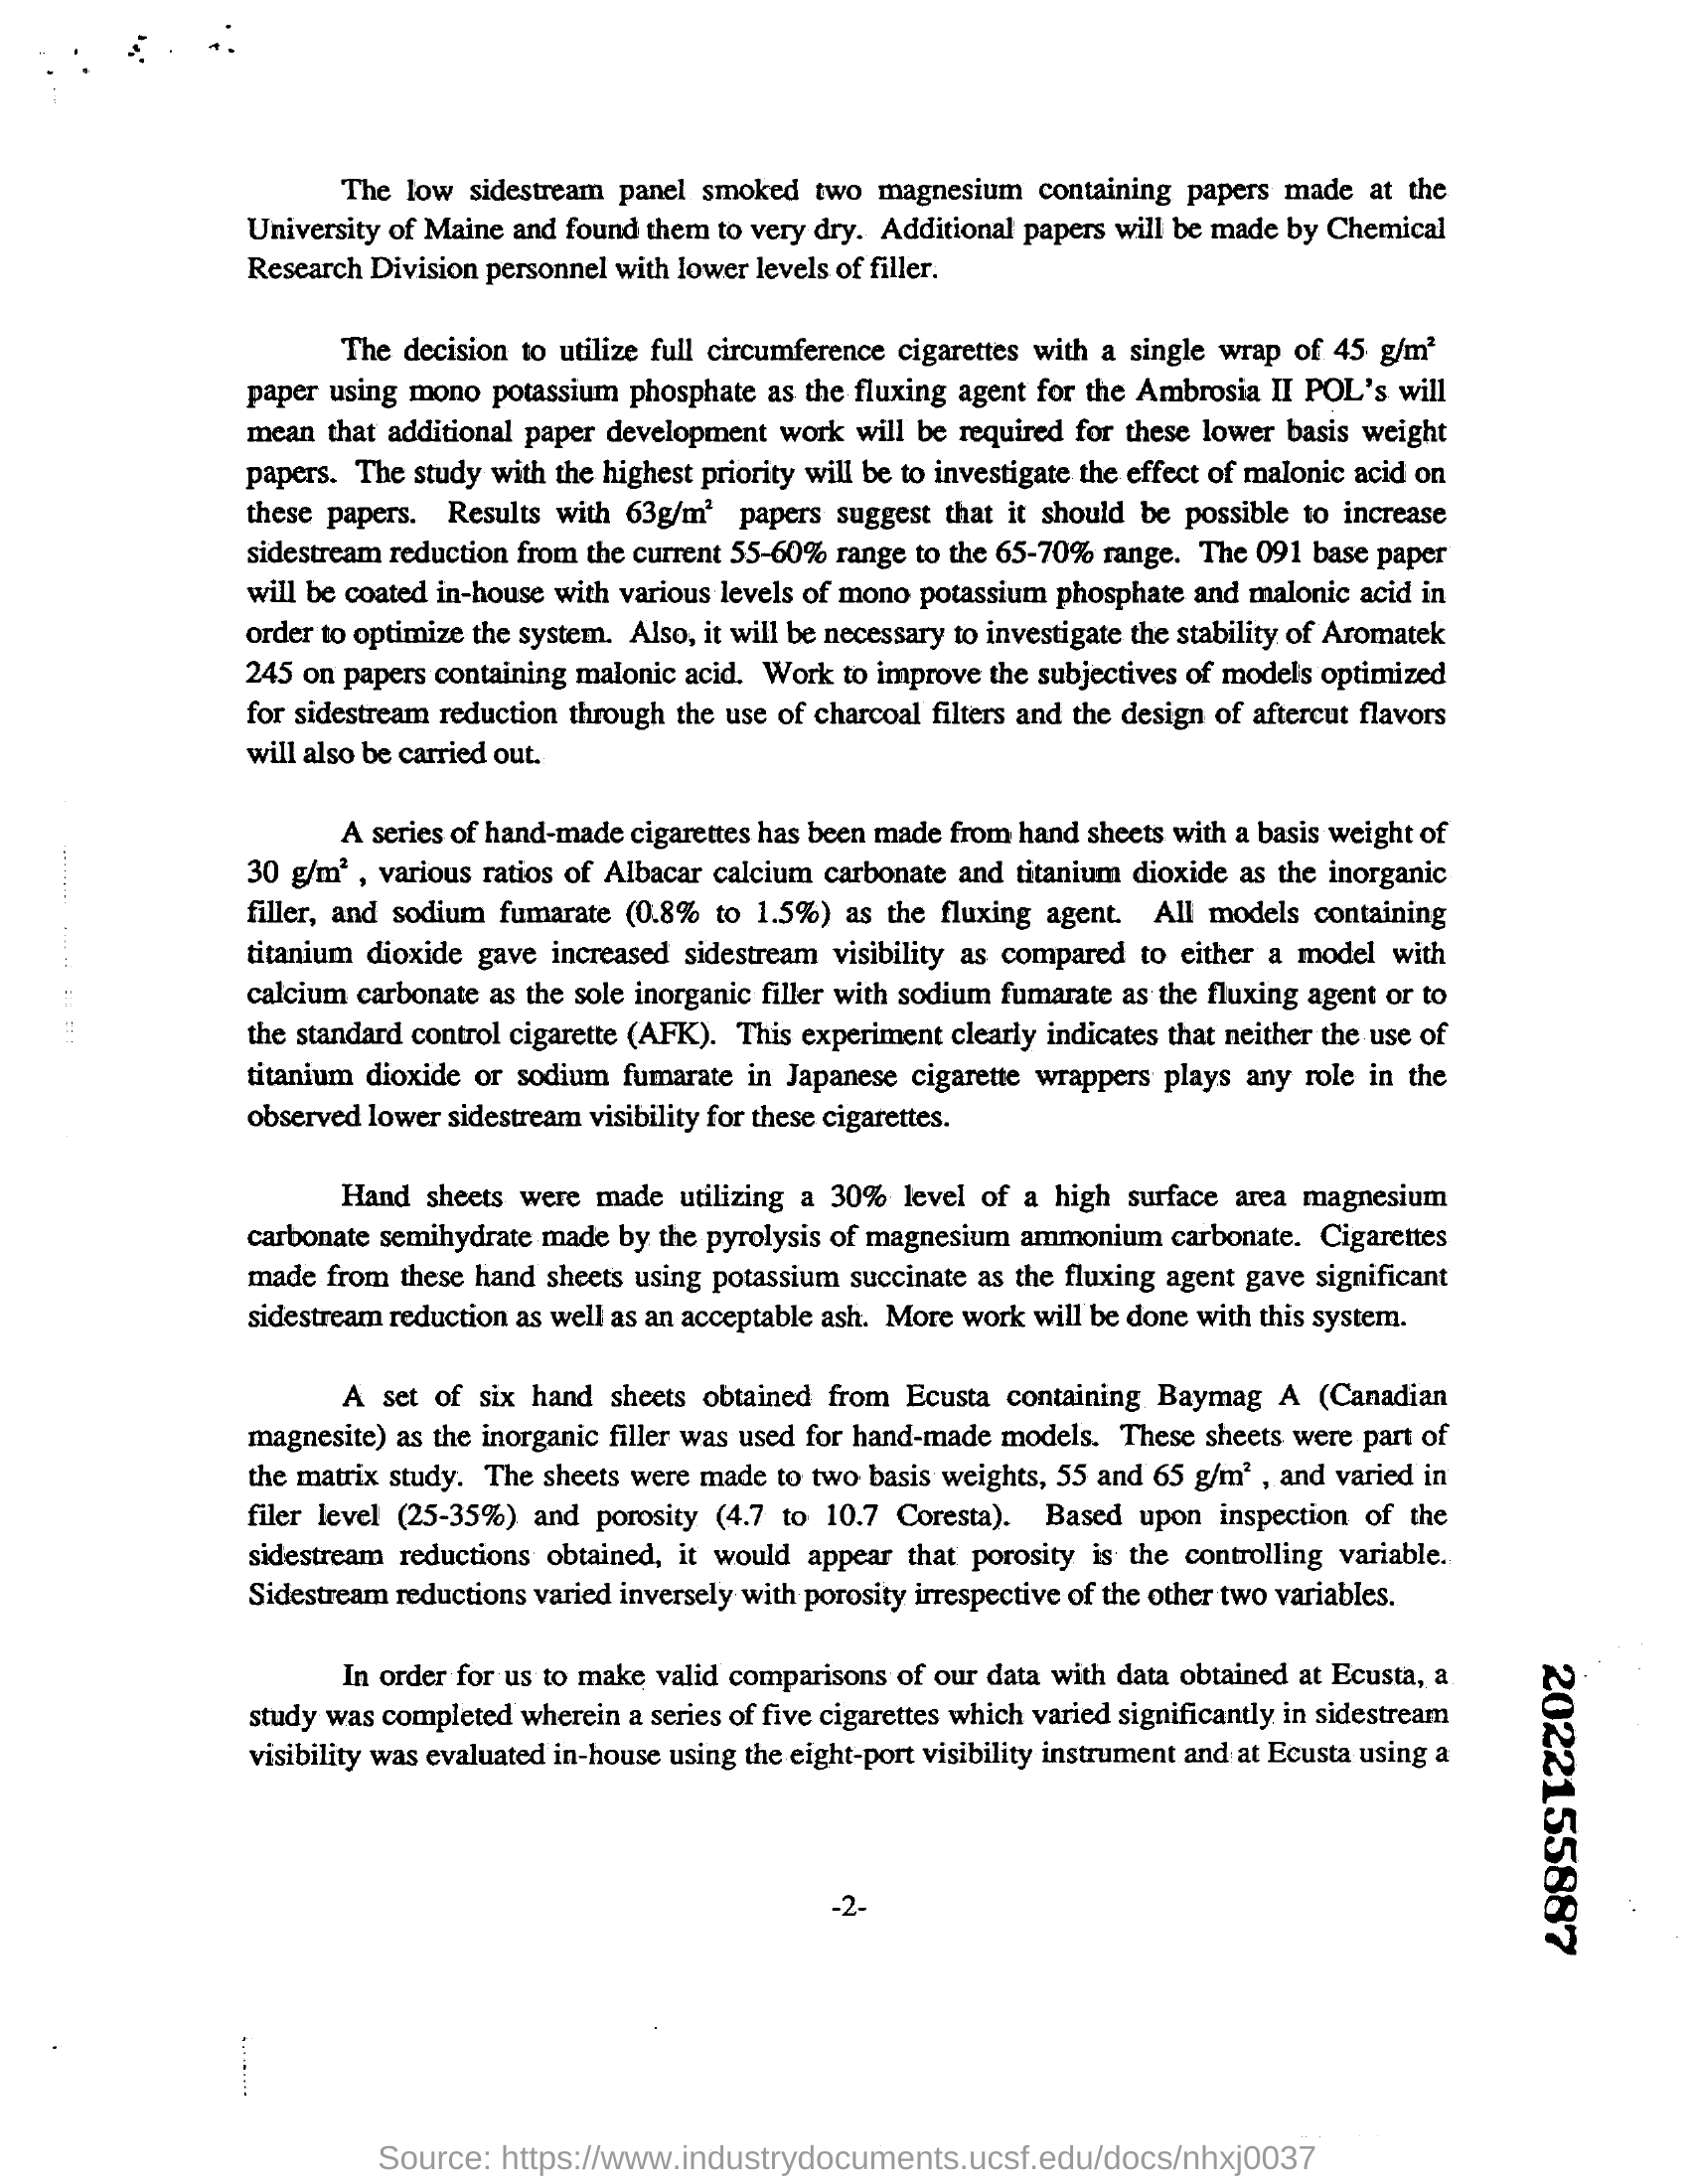 The low sidestream panel smoked two magnesium containing papers made at the
University of Maine and found them to very dry. Additional papers will be made by Chemical
Research Division personnel with lower levels of filler.
The decision to utilize full circumference cigarettes with a single wrap of 45 g/m²
paper using mono potassium phosphate as the fluxing agent for the Ambrosia II POL's will
mean that additional paper development work will be required for these lower basis weight
papers. The study with the highest priority will be to investigate the effect of malonic acid on
these papers. Results with 63g/m² papers suggest that it should be possible to increase
sidestream reduction from the current 55-60% range to the 65-70% range. The 091 base paper
will be coated in-house with various levels of mono potassium phosphate and malonic acid in
order to optimize the system. Also, it will be necessary to investigate the stability of Aromatek
245 on papers containing malonic acid. Work to improve the subjectives of models optimized
for sidestream reduction through the use of charcoal filters and the design of aftercut flavors
will also be carried out.
A series of hand-made cigarettes has been made from hand sheets with a basis weight of
30 g/m² , various ratios of Albacar calcium carbonate and titanium dioxide as the inorganic
filler, and sodium fumarate (0.8% to 1.5%) as the fluxing agent. All models containing
titanium dioxide gave increased sidestream visibility as compared to either a model with
calcium carbonate as the sole inorganic filler with sodium fumarate as the fluxing agent or to
the standard control cigarette (AFK). This experiment clearly indicates that neither the use of
titanium dioxide or sodium fumarate in Japanese cigarette wrappers plays any role in the
observed lower sidestream visibility for these cigarettes.
Hand sheets were made utilizing a 30% level of a high surface area magnesium
carbonate semihydrate made by the pyrolysis of magnesium ammonium carbonate. Cigarettes
made from these hand sheets using potassium succinate as the fluxing agent gave significant
sidestream reduction as well as an acceptable ash. More work will be done with this system.
A set of six hand sheets obtained from Ecusta containing Baymag A (Canadian
magnesite) as the inorganic filler was used for hand-made models. These sheets were part of
the matrix study. The sheets were made to two basis weights, 55 and 65 g/m² , and varied in
filer level (25-35%) and porosity (4.7 to 10.7 Coresta). Based upon inspection of the
sidestream reductions obtained, it would appear that porosity is the controlling variable.
Sidestream reductions varied inversely with porosity irrespective of the other two variables.
In order for us to make valid comparisons of our data with data obtained at Ecusta, a
study was completed wherein a series of five cigarettes which varied significantly in sidestream
visibility was evaluated in-house using the eight-port visibility instrument and at Ecusta using a
-2-
2022155887
Source: https://www.industrydocuments.ucsf.edu/docs/nhxj0037